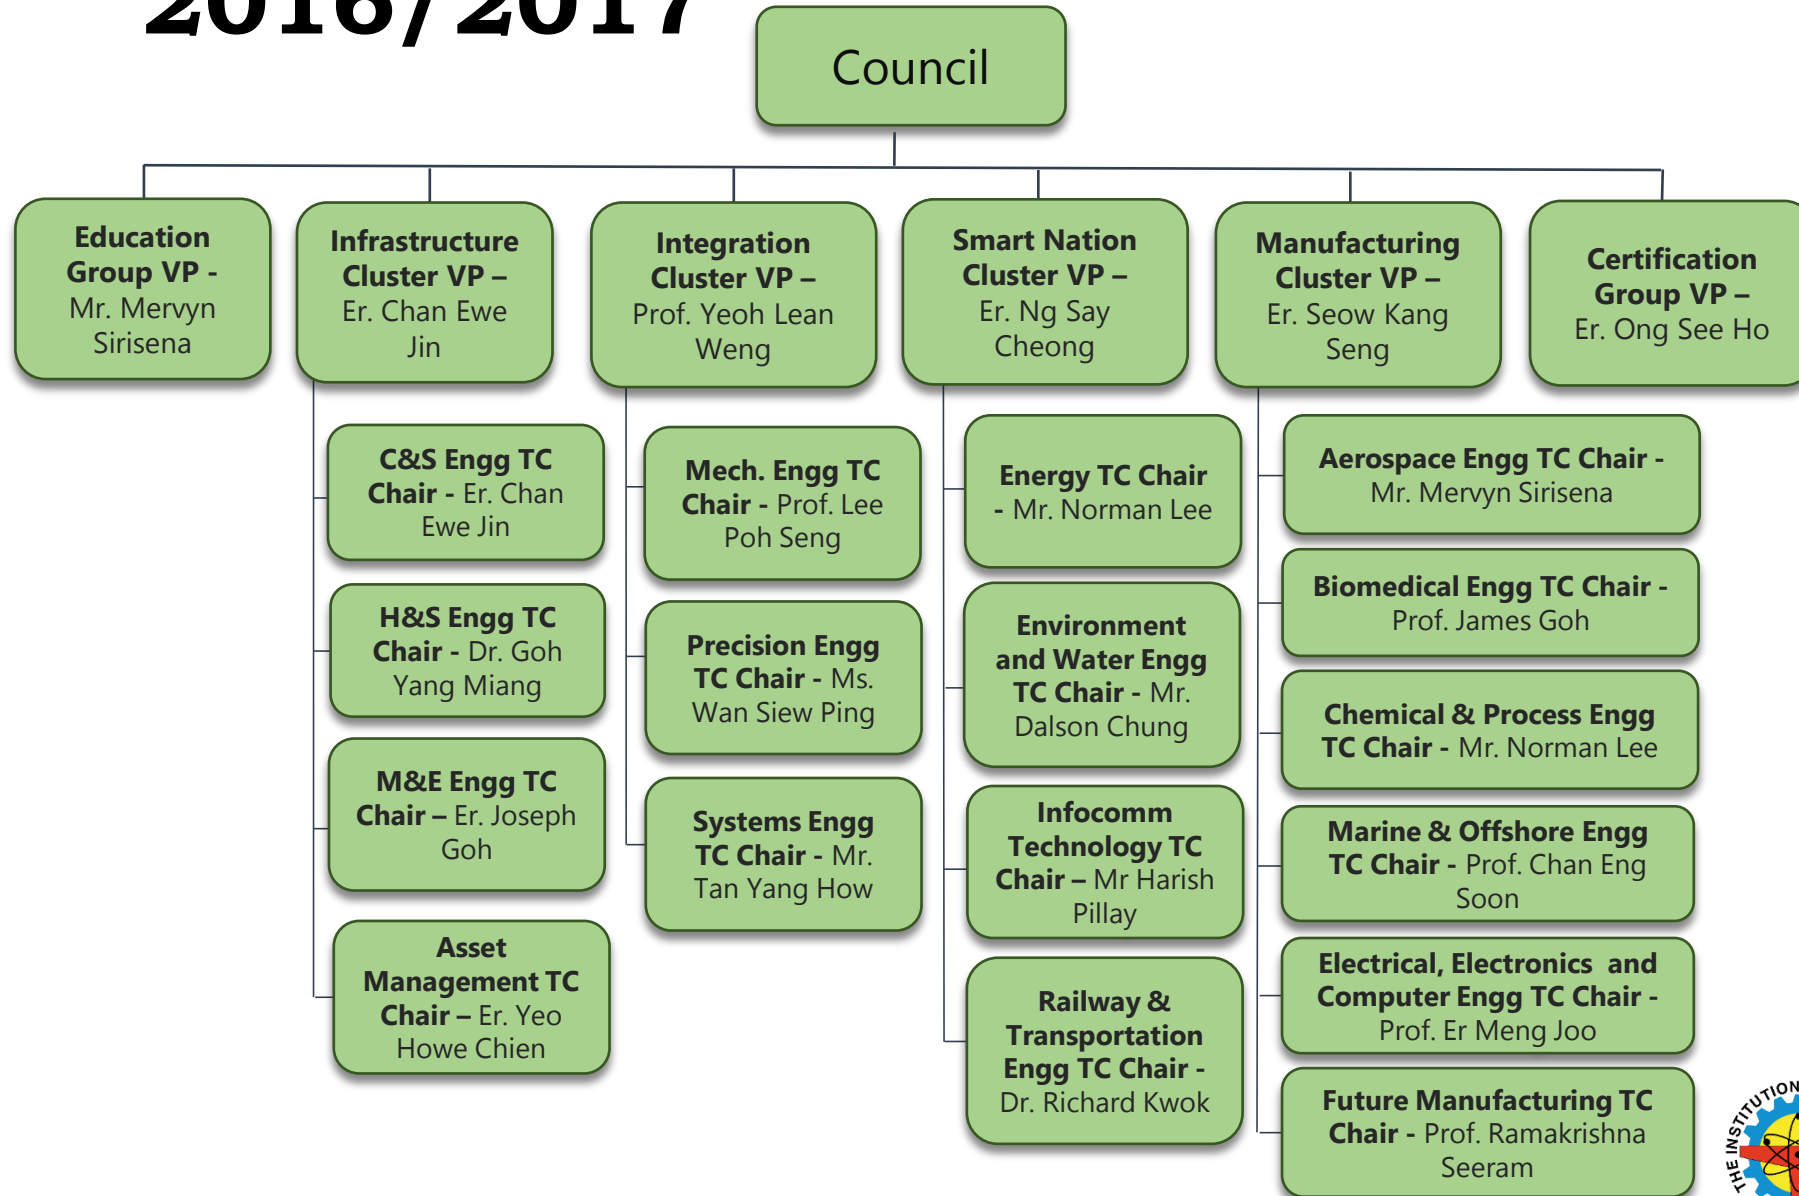 2016/2017
Council
Education
Group VP -
Mr. Mervyn
Sirisena
Infrastructure
Cluster VP –
Er. Chan Ewe
Jin
Integration
Cluster VP –
Prof. Yeoh Lean
Weng
Smart Nation
Cluster VP –
Er. Ng Say
Cheong
Manufacturing
Cluster VP –
Er. Seow Kang
Seng
Certification
Group VP –
Er. Ong See Ho
C&S Engg TC
Chair - Er. Chan
Ewe Jin
H&S Engg TC
Chair - Dr. Goh
Yang Miang
M&E Engg TC
Chair – Er. Joseph
Goh
Asset
Management TC
Chair – Er. Yeo
Howe Chien
Mech. Engg TC
Chair - Prof. Lee
Poh Seng
Precision Engg
TC Chair - Ms.
Wan Siew Ping
Systems Engg
TC Chair - Mr.
Tan Yang How
Energy TC Chair
- Mr. Norman Lee
Environment
and Water Engg
TC Chair - Mr.
Dalson Chung
Infocomm
Technology TC
Chair – Mr Harish
Pillay
Railway &
Transportation
Engg TC Chair -
Dr. Richard Kwok
Aerospace Engg TC Chair -
Mr. Mervyn Sirisena
Biomedical Engg TC Chair -
Prof. James Goh
Chemical & Process Engg
TC Chair - Mr. Norman Lee
Marine & Offshore Engg
TC Chair - Prof. Chan Eng
Soon
Electrical, Electronics and
Computer Engg TC Chair -
Prof. Er Meng Joo
Future Manufacturing TC
Chair - Prof. Ramakrishna
Seeram
THE INSTITUTION